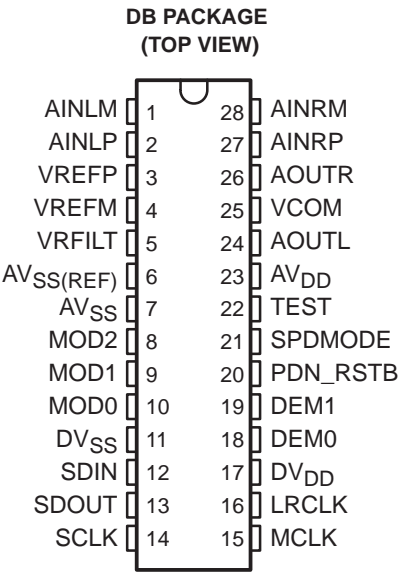 DB PACKAGE
(TOP VIEW)
AINLM 1 28 AINRM
AINLP 2 27 AINRP
VREFP 3 26 AOUTR
VREFM 4 25 VCOM
VRFILT 5 24 AOUTL
AVSS(REF) 6 23 AVDD
AVSS 7 22 TEST
MOD2 8 21 SPDMODE
MOD1 9 20 PDN_RSTB
MOD0 10 19 DEM1
DVSS 11 18 DEM0
SDIN 12 17 DVDD
SDOUT 13 16 LRCLK
SCLK 14 15 MCLK